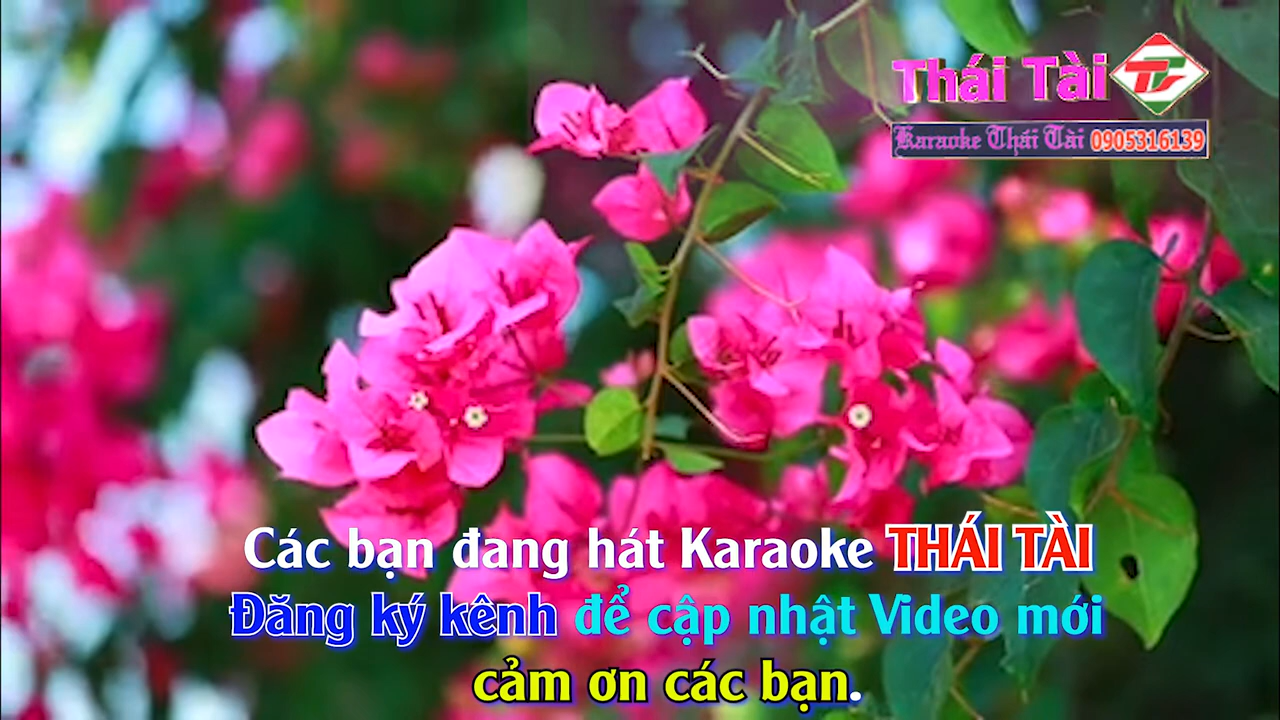 Thái Tài
Karaoke Thái Tài 0905316139
Các bạn đang hát Karaoke THÁI TÀI
Đăng ký kênh để cập nhật Video mới
cảm ơn các bạn.